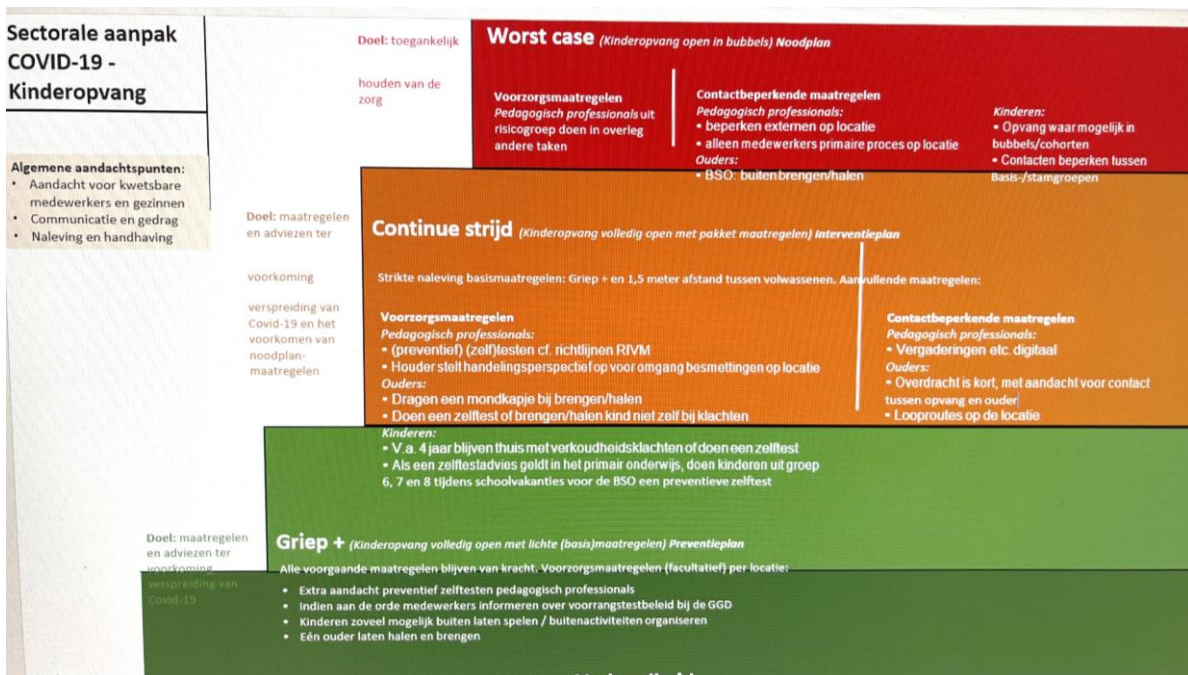 Sectorale aanpak
COVID-19 -
Kinderopvang
Algemene aandachtspunten:
• Aandacht voor kwetsbare
medewerkers en gezinnen
• Communicatie en gedrag
• Naleving en handhaving
Doel: toegankelijk
houden van de
zorg
Worst case (Kinderopvang open in bubbels) Noodplan
Voorzorgsmaatregelen
Pedagogisch professionals uit
risicogroep doen in overleg
andere taken
Contactbeperkende maatregelen
Pedagogisch professionals:
• beperken externen op locatie
• alleen medewerkers primaire proces op locatie
Ouders:
• BSO: buiten brengen/halen
Kinderen:
• Opvang waar mogelijk in
bubbels/cohorten
• Contacten beperken tussen
Basis-/stamgroepen
Doel: maatregelen
en adviezen ter
voorkoming
verspreiding van
Covid-19 en het
voorkomen van
noodplan-
maatregelen
Continue strijd (Kinderopvang volledig open met pakket maatregelen) Interventieplan
Strikte naleving basismaatregelen: Griep + en 1,5 meter afstand tussen volwassenen. Aanvullende maatregelen:
Voorzorgsmaatregelen
Pedagogisch professionals:
• (preventief) (zelf)testen cf. richtlijnen RIVM
• Houder stelt handelingsperspectief op voor omgang besmettingen op locatie
Ouders:
• Dragen een mondkapje bij brengen/halen
• Doen een zelftest of brengen/halen kind niet zelf bij klachten
Kinderen:
• V.a. 4 jaar blijven thuis met verkoudheidsklachten of doen een zelftest
• Als een zelftestadvies geldt in het primair onderwijs, doen kinderen uit groep
6, 7 en 8 tijdens schoolvakanties voor de BSO een preventieve zelftest
Contactbeperkende maatregelen
Pedagogisch professionals:
• Vergaderingen etc. digitaal
Ouders:
• Overdracht is kort, met aandacht voor contact
tussen opvang en ouder
• Looproutes op de locatie
Doel: maatregelen
en adviezen ter
voorkoming
verspreiding van
Covid-19
Griep + (Kinderopvang volledig open met lichte (basis)maatregelen) Preventieplan
Alle voorgaande maatregelen blijven van kracht. Voorzorgsmaatregelen (facultatief) per locatie:
• Extra aandacht preventief zelftesten pedagogisch professionals
• Indien aan de orde medewerkers informeren over voorrangstestbeleid bij de GGD
• Kinderen zoveel mogelijk buiten laten spelen / buitenactiviteiten organiseren
• Eén ouder laten halen en brengen